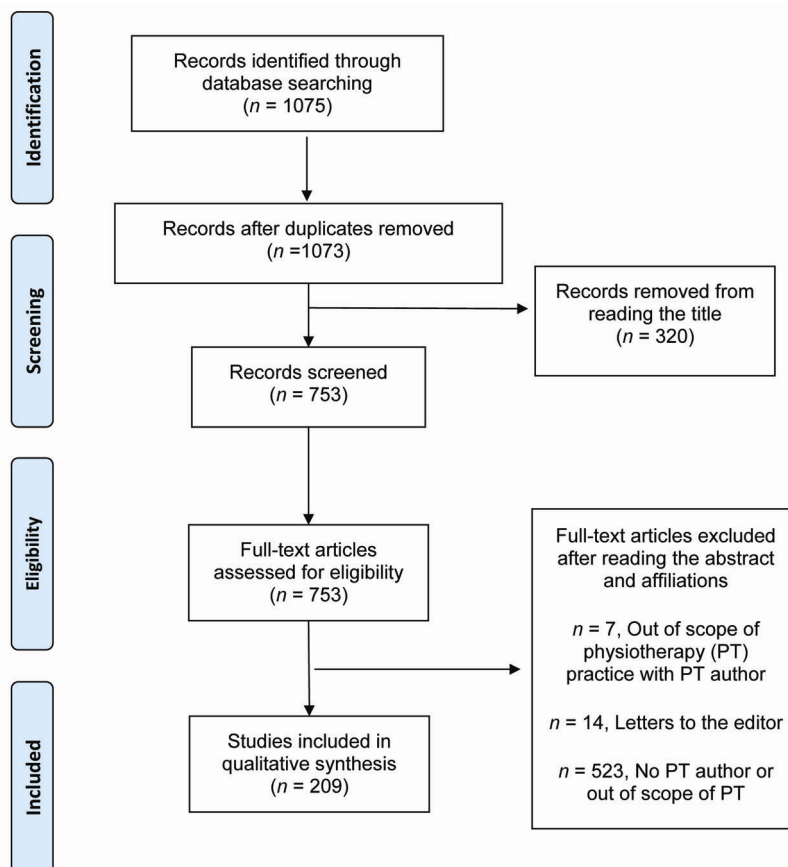 Identification
Records identified through
database searching
(n = 1075)
Records after duplicates removed
(n =1073)
Screening
Records removed from
reading the title
(n = 320)
Records screened
(n = 753)
Eligibility
Full-text articles
assessed for eligibility
(n = 753)
Full-text articles excluded
after reading the abstract
and affiliations
n = 7, Out of scope of
physiotherapy (PT)
practice with PT author
n = 14, Letters to the editor
n = 523, No PT author or
out of scope of PT
Included
Studies included in
qualitative synthesis
(n = 209)